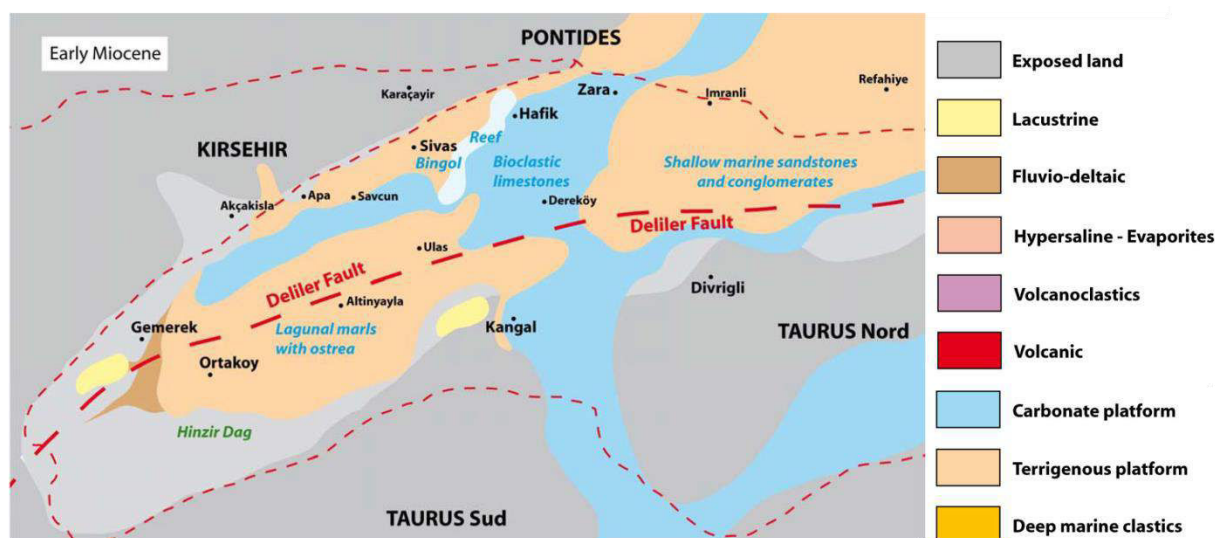 Early Miocene
PONTIDES
Refahiye
Karaçayir
Zara
Imranli
Hafik
KIRSEHIR
Sivas
Reef
Bingol
Bioclastic
limestones
Shallow marine sandstones
and conglomerates
Akçakisla
Apa
Savcun
Dereköy
Deliler Fault
Ulas
Deliler Fault
Divrigli
Altinyayla
Gemerek
Lagunal marls
with ostrea
Kangal
TAURUS Nord
Ortakoy
Hinzir Dag
TAURUS Sud
Exposed land
Lacustrine
Fluvio-deltaic
Hypersaline - Evaporites
Volcanoclastics
Volcanic
Carbonate platform
Terrigenous platform
Deep marine clastics